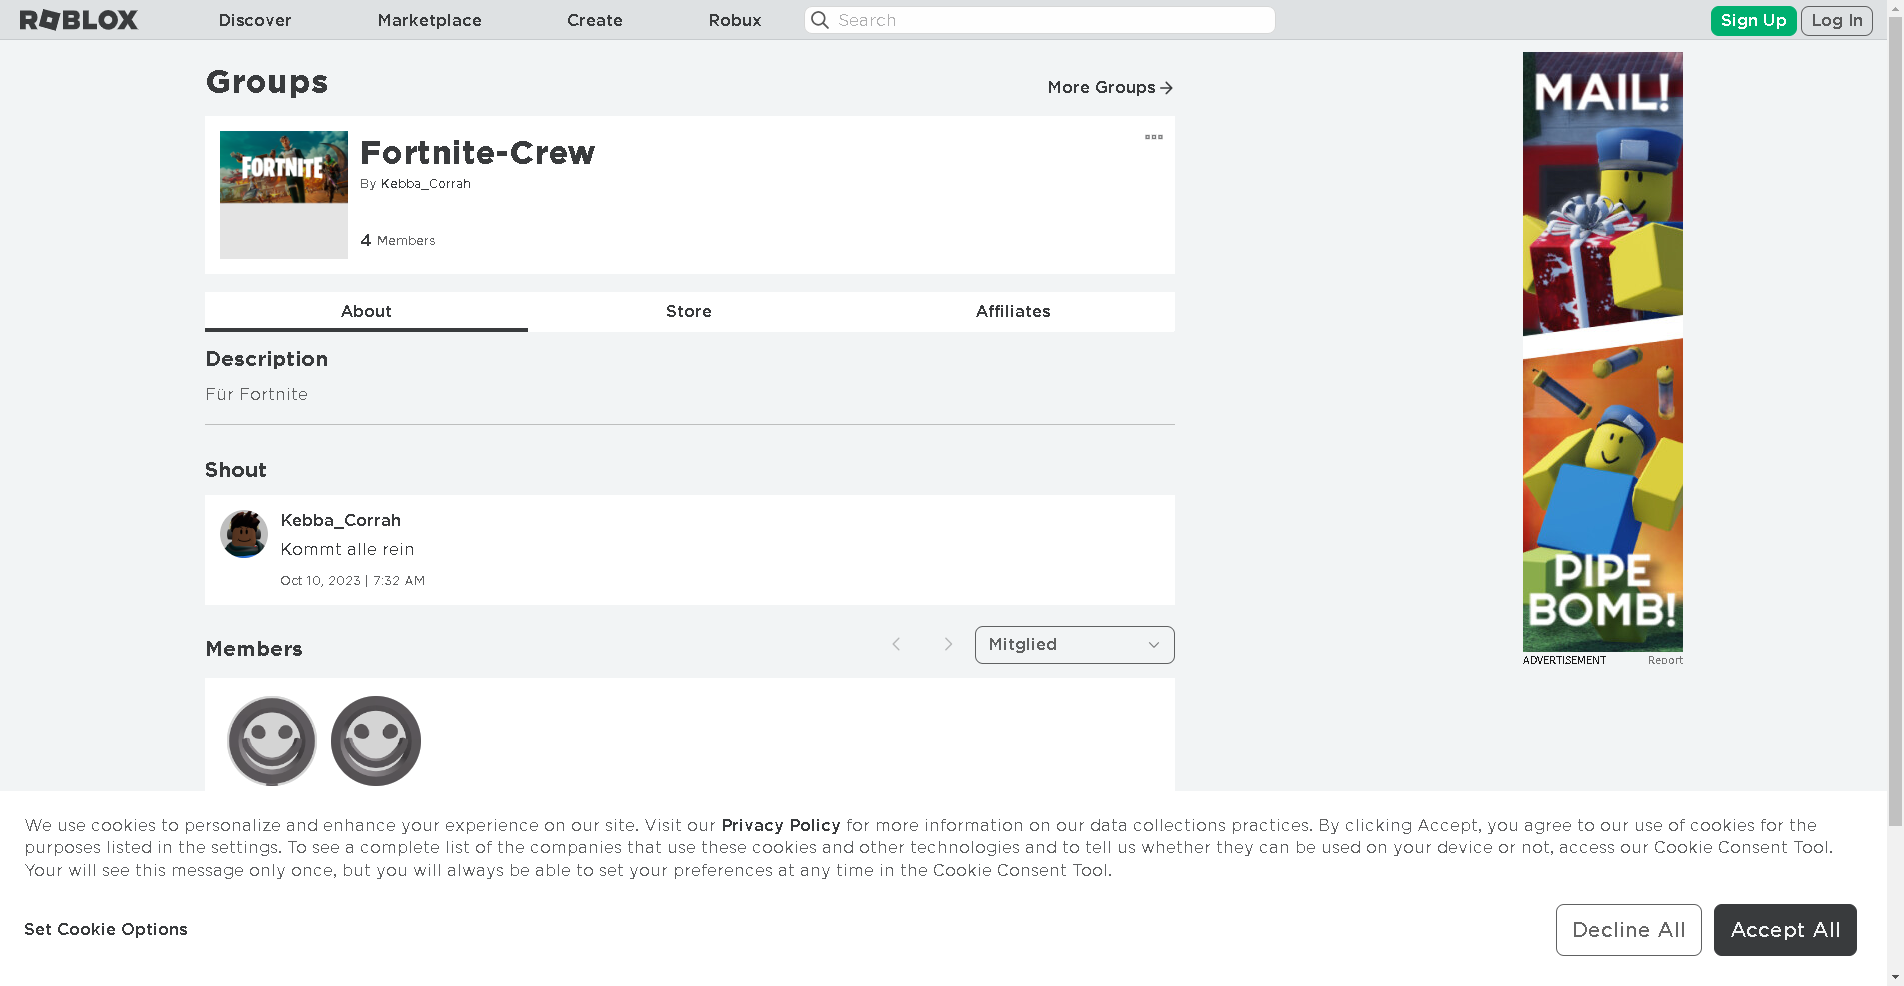 ROBLOX
Discover
Marketplace
Create
Robux
Search
Sign Up
Log In
Groups
More Groups
FORTNITE
Fortnite-Crew
By Kebba_Corrah
4 Members
About
Store
Affiliates
Description
Für Fortnite
Shout
Kebba_Corrah
Kommt alle rein
Oct 10, 2023 | 7:32 AM
Members
Mitglied
MAIL!
PIPE
BOMB!
ADVERTISEMENT
Report
We use cookies to personalize and enhance your experience on our site. Visit our Privacy Policy for more information on our data collections practices. By clicking Accept, you agree to our use of cookies for the
purposes listed in the settings. To see a complete list of the companies that use these cookies and other technologies and to tell us whether they can be used on your device or not, access our Cookie Consent Tool.
Your will see this message only once, but you will always be able to set your preferences at any time in the Cookie Consent Tool.
Set Cookie Options
Decline All
Accept All